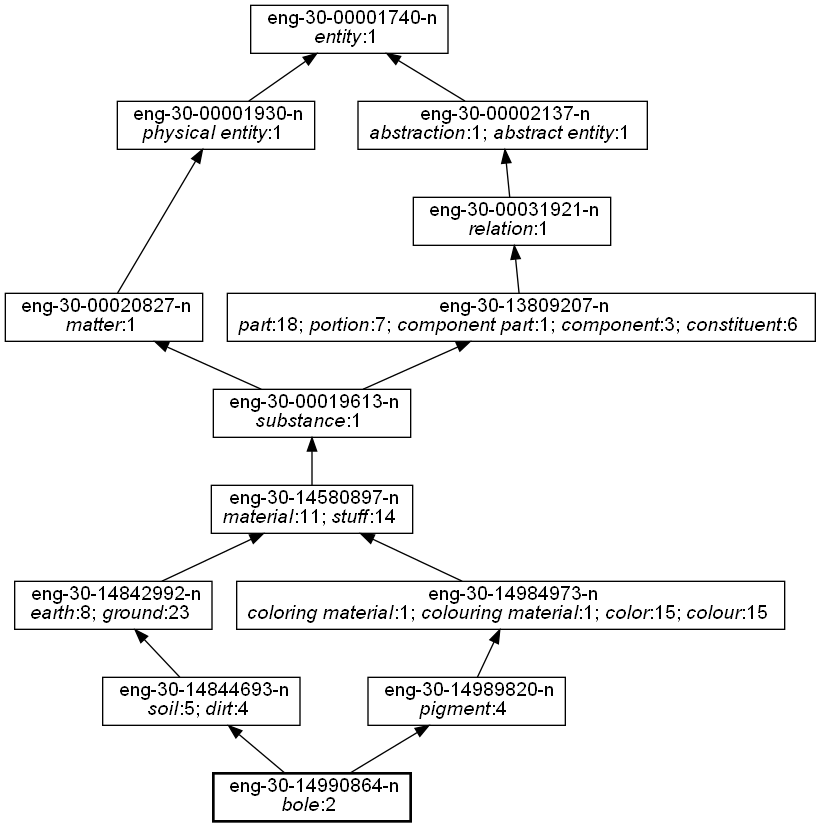 eng-30-00001740-n
entity:1
eng-30-00001930-n
physical entity:1
eng-30-00002137-n
abstraction:1; abstract entity:1
eng-30-00031921-n
relation:1
eng-30-00020827-n
matter:1
eng-30-13809207-n
part:18; portion:7; component part:1; component:3; constituent:6
eng-30-00019613-n
substance:1
eng-30-14580897-n
material:11; stuff:14
eng-30-14842992-n
earth:8; ground:23
eng-30-14984973-n
coloring material:1; colouring material:1; color:15; colour:15
eng-30-14844693-n
soil:5; dirt:4
eng-30-14989820-n
pigment:4
eng-30-14990864-n
bole:2